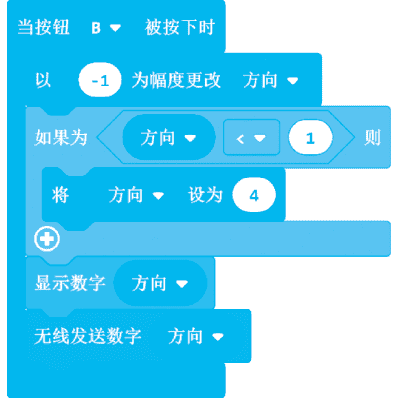 当按钮 B 被按下时
以 -1 为幅度更改 方向
如果为 方向 < 1 则
将 方向 设为 4
显示数字 方向
无线发送数字 方向